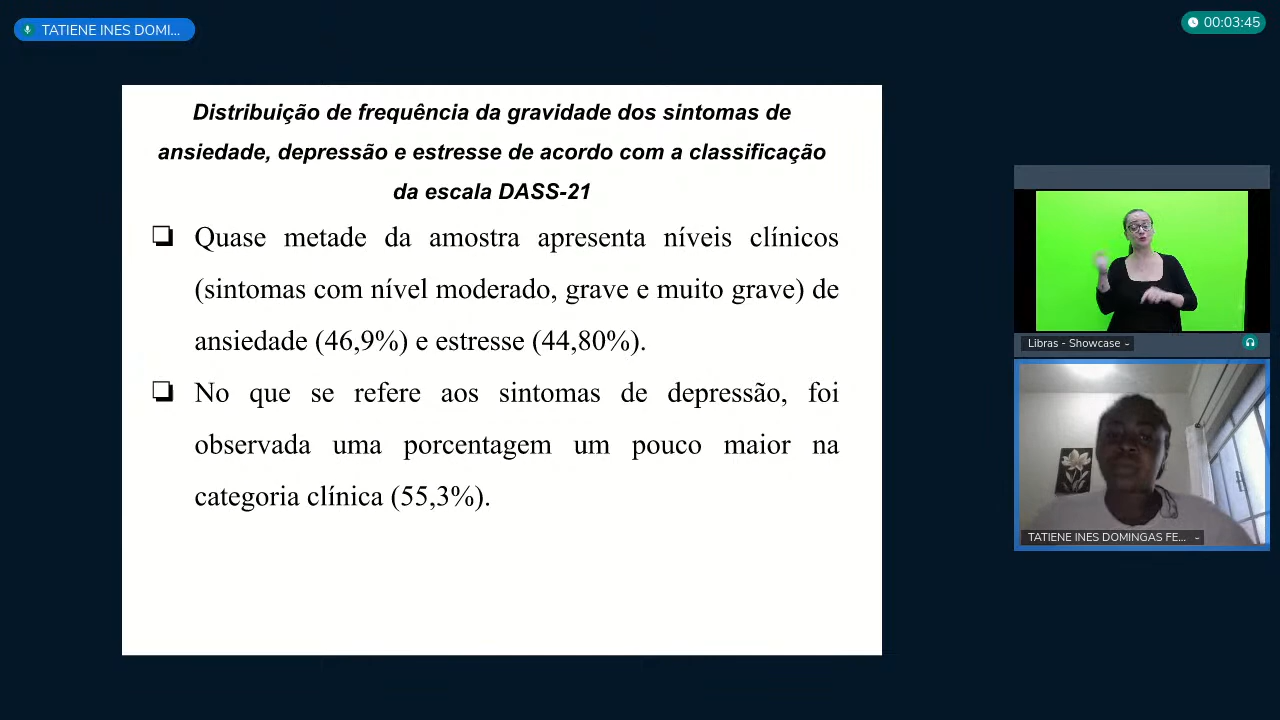 TATIENE INES DOMI...
00:03:45
Distribuição de frequência da gravidade dos sintomas de
ansiedade, depressão e estresse de acordo com a classificação
da escala DASS-21
Quase metade da amostra apresenta níveis clínicos
(sintomas com nível moderado, grave e muito grave) de
ansiedade (46,9%) e estresse (44,80%).
No que se refere aos sintomas de depressão, foi
observada uma porcentagem um pouco maior na
categoria clínica (55,3%).
Libras - Showcase
TATIENE INES DOMINGAS FE...